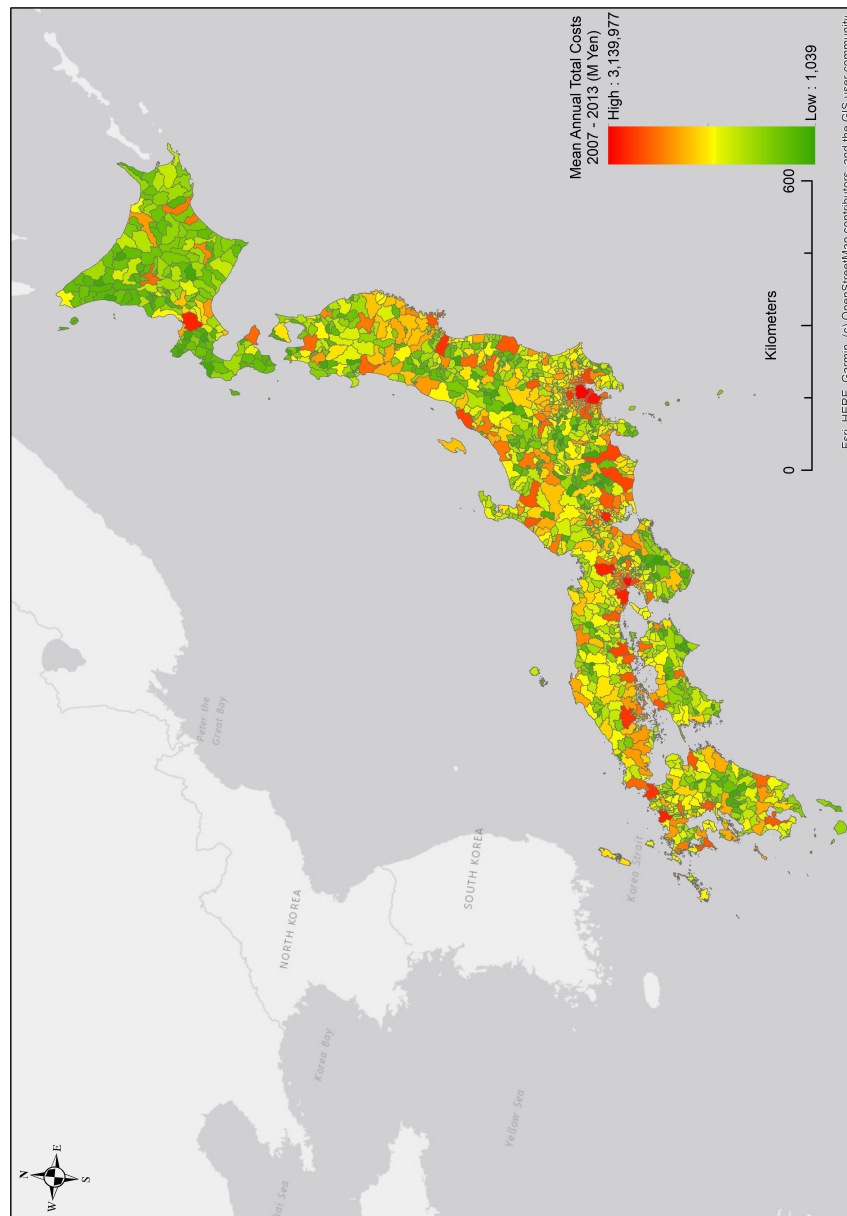 N
W
E
S
Peter the
Great Bay
NORTH KOREA
SOUTH KOREA
Korea Bay
Korea Strait
Yellow Sea
Sea
Mean Annual Total Costs
2007 - 2013 (M Yen)
High : 3,139,977
Low : 1,039
0
600
Kilometers
Esri, HERE, Garmin, (c) OpenStreetMap contributors, and the GIS user community